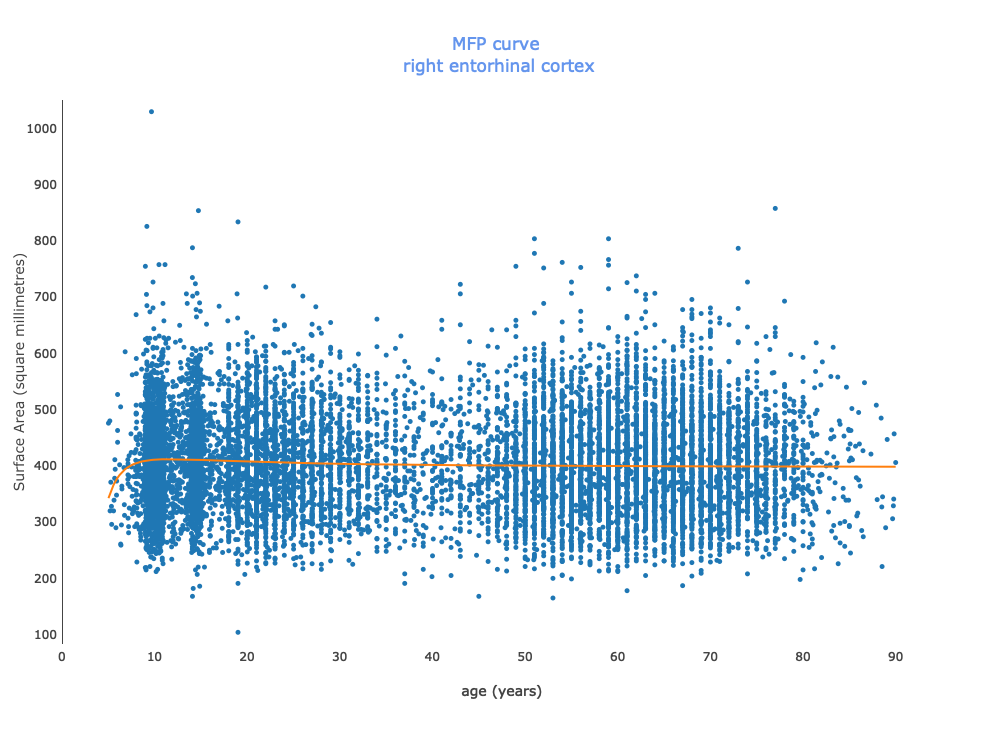 MFP curve
right entorhinal cortex
Surface Area (square millimetres)
1000
900
800
700
600
500
400
300
200
100
0 10 20 30 40 50 60 70 80 90
age (years)